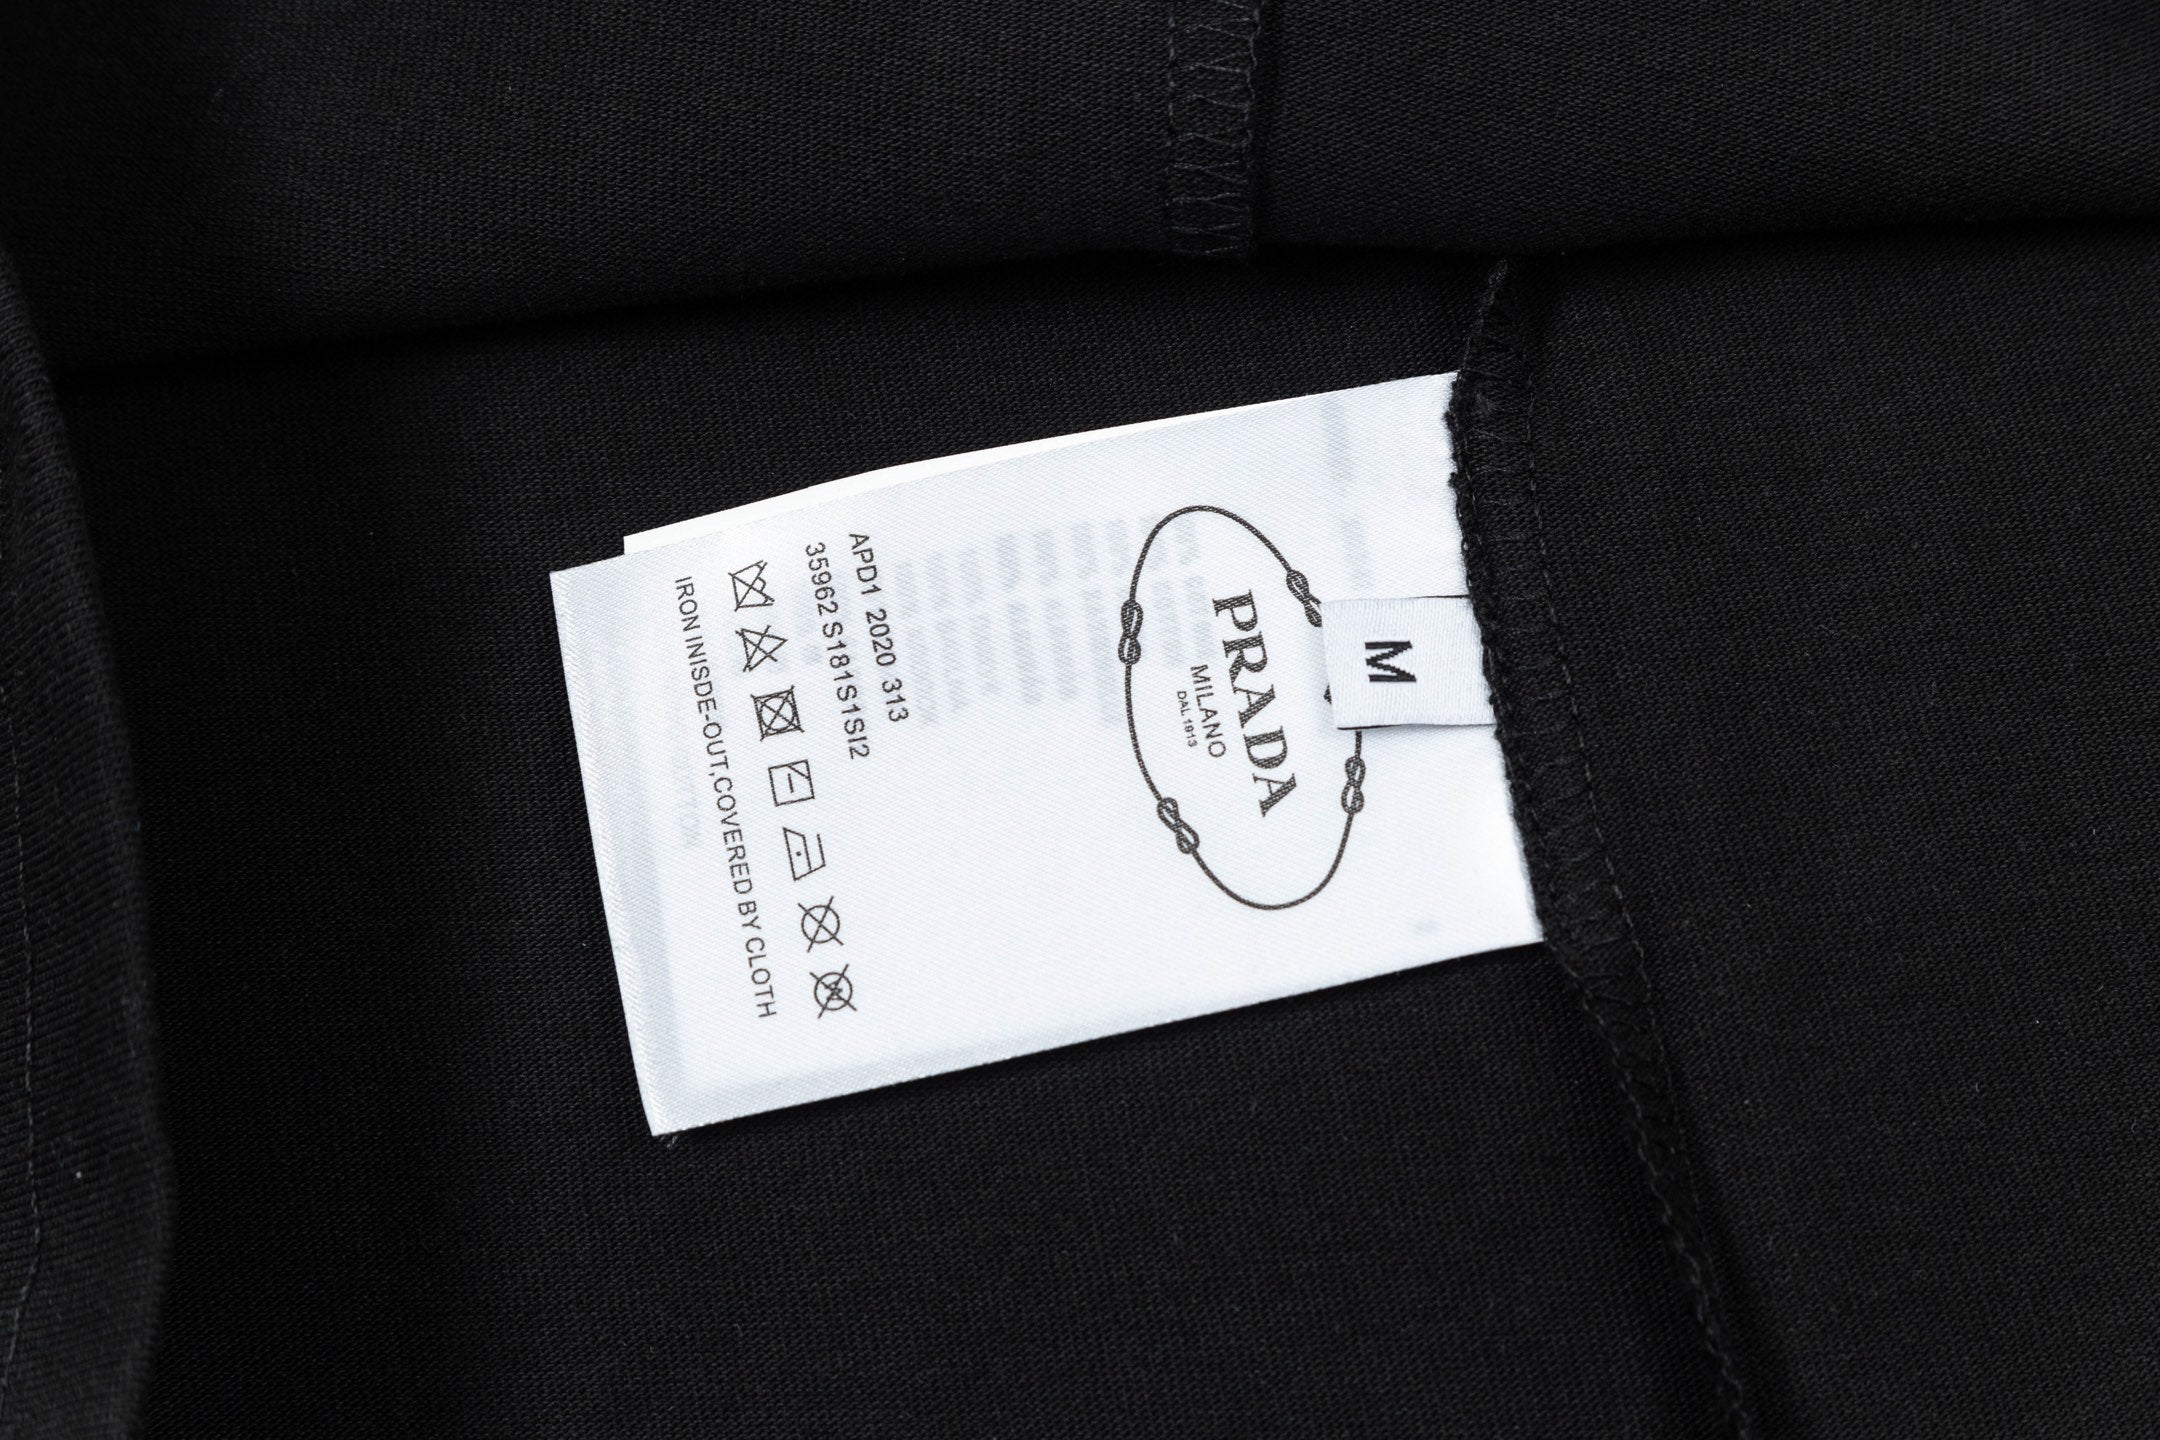 M
PRADA
MILANO
DAL 1913
APD1 2020 313
35962 S181S1SI2
IRON INISDE-OUT,COVERED BY CLOTH